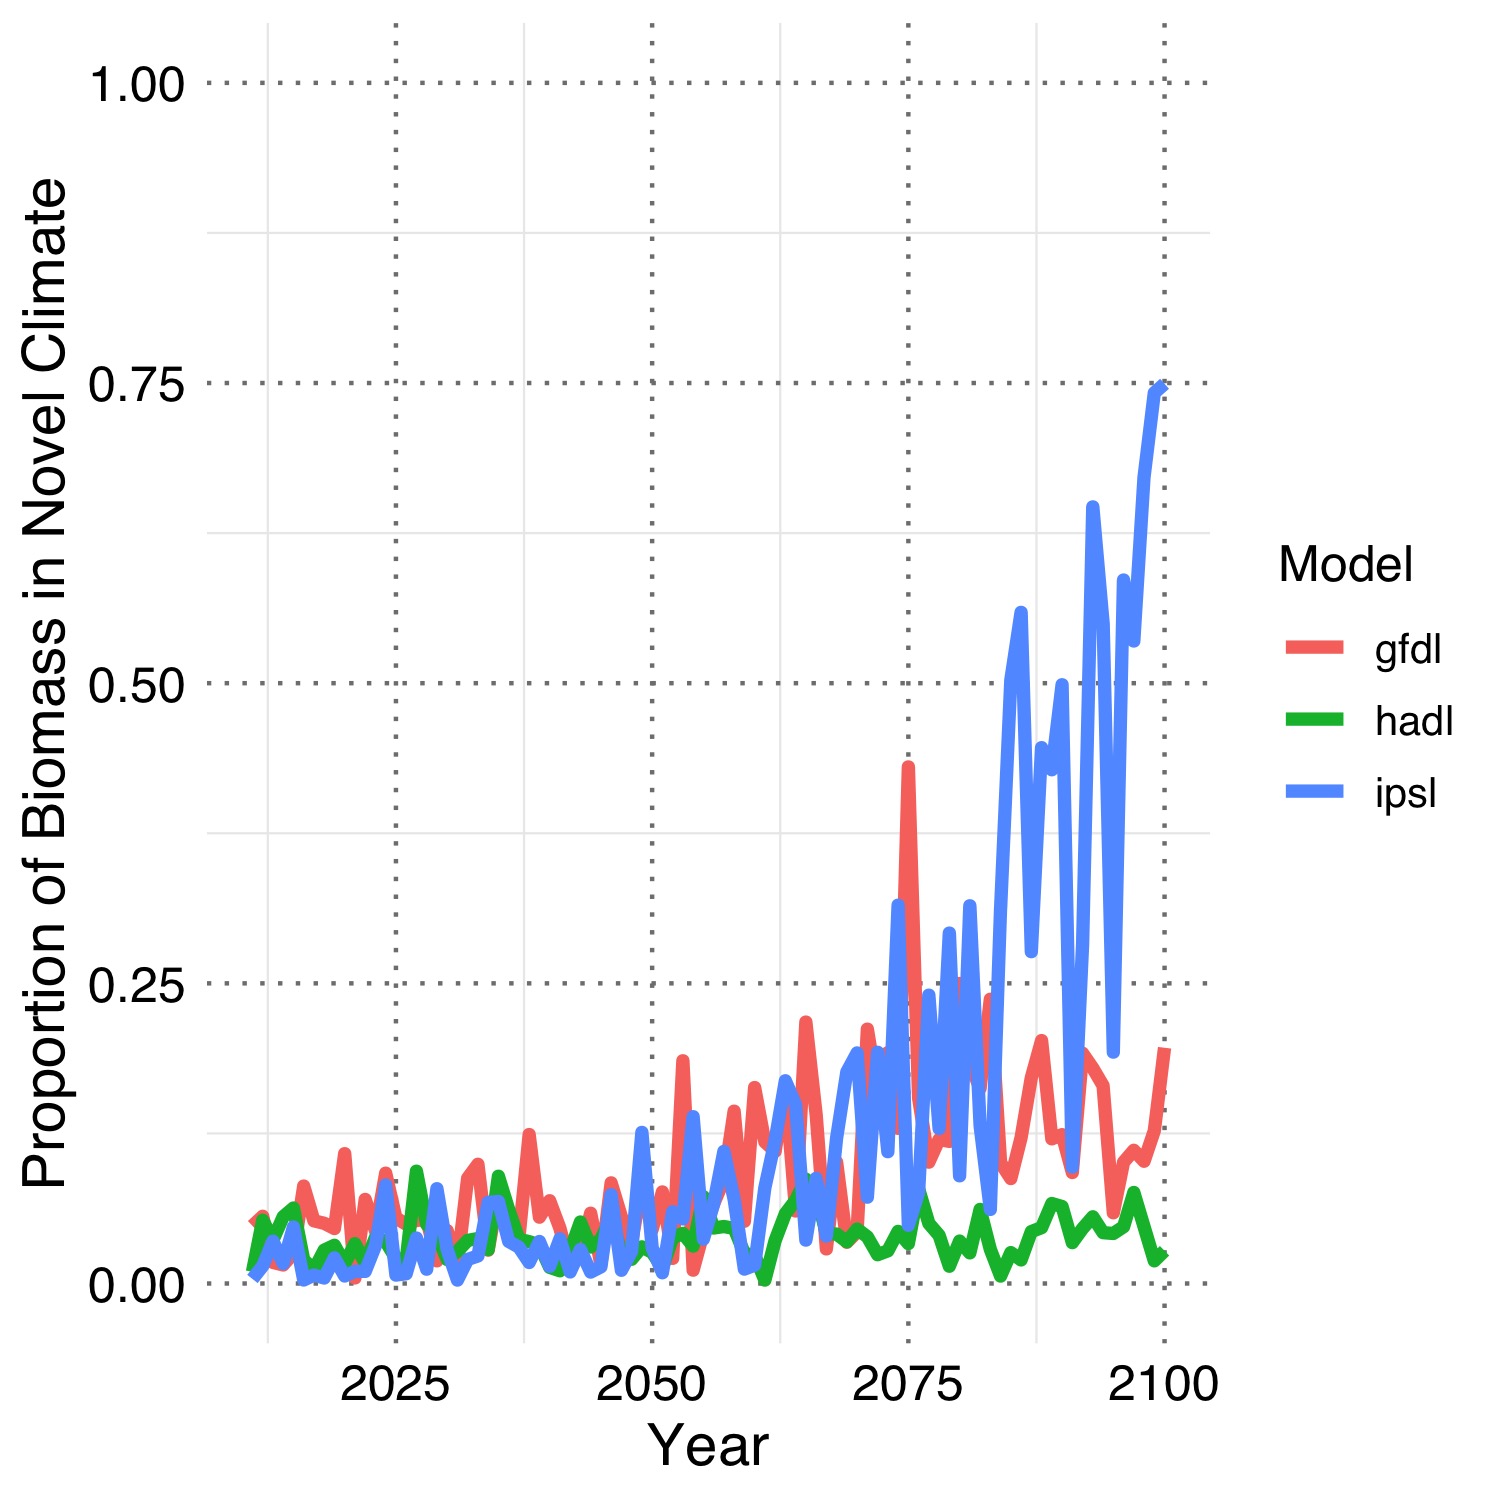 Proportion of Biomass in Novel Climate
1.00
0.75
0.50
0.25
0.00
2025 2050 2075 2100
Year
Model
gfdl
hadl
ipsl